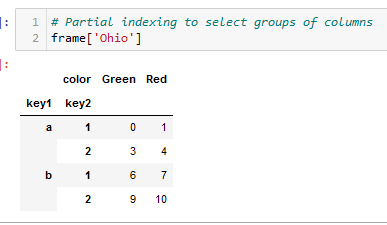 ]: 1 # Partial indexing to select groups of columns
2 frame['Ohio']
]:
color Green Red
key1 key2
a 1 0 1
2 3 4
b 1 6 7
2 9 10